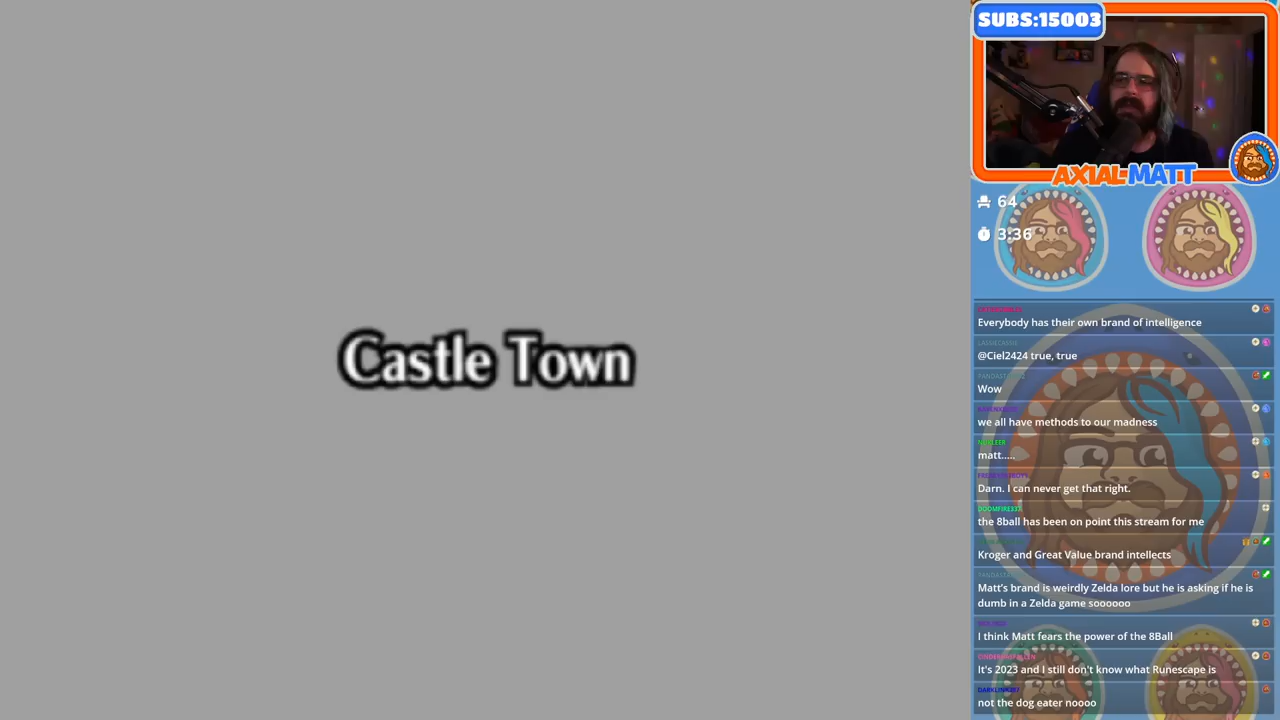 SUBS:15003
AXIALMATT
64
3:36
Castle Town
Everybody has their own brand of intelligence
@Ciel2424 true, true
Wow
we all have methods to our madness
matt.....
Darn. I can never get that right.
DOOMFIRE333
the 8ball has been on point this stream for me
Kroger and Great Value brand intellects
Matt's brand is weirdly Zelda lore but he is asking if he is
dumb in a Zelda game soooooo
I think Matt fears the power of the 8Ball
It's 2023 and I still don't know what Runescape is
not the dog eater noooo